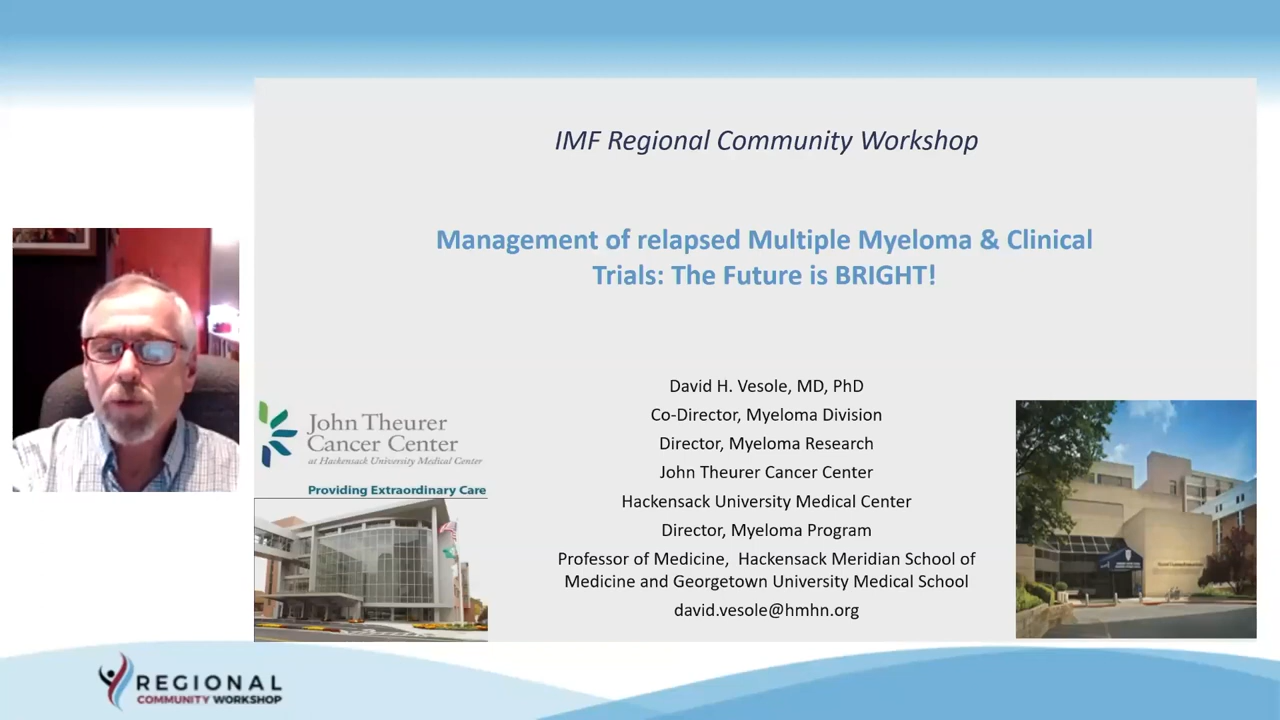 IMF Regional Community Workshop
Management of relapsed Multiple Myeloma & Clinical
Trials: The Future is BRIGHT!
David H. Vesole, MD, PhD
Co-Director, Myeloma Division
Director, Myeloma Research
John Theurer Cancer Center
Hackensack University Medical Center
Director, Myeloma Program
Professor of Medicine,  Hackensack Meridian School of
Medicine and Georgetown University Medical School
david.vesole@hmhn.org
John Theurer
Cancer Center
at Hackensack University Medical Center
Providing Extraordinary Care
REGIONAL
COMMUNITY WORKSHOP